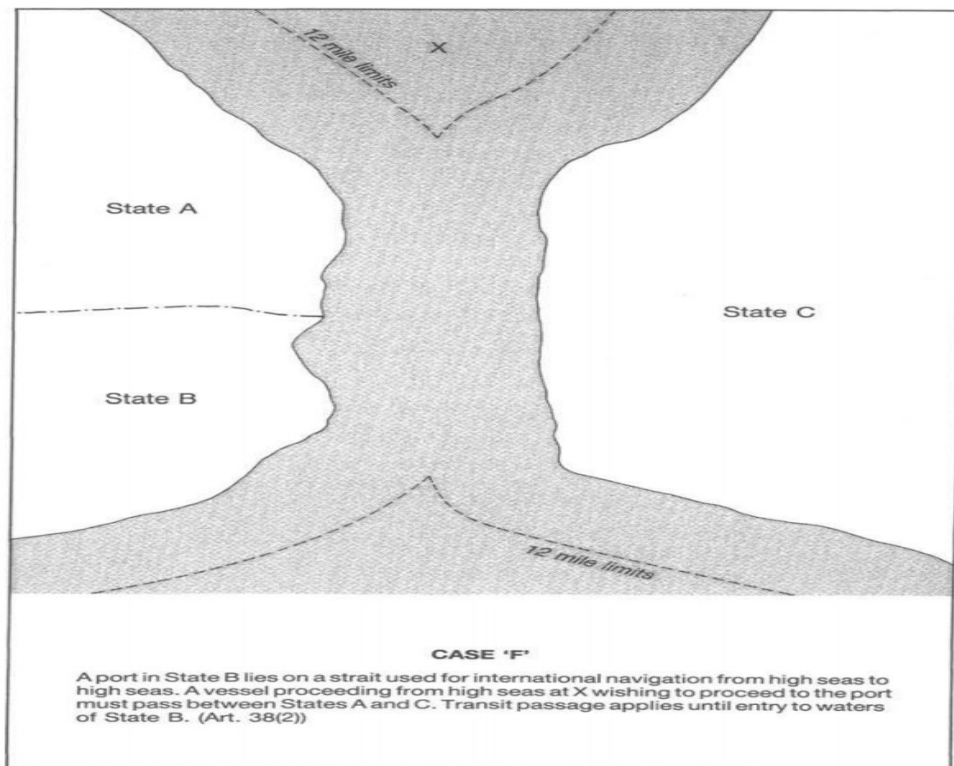 12 mile limits
State A
State C
State B
12 mile limits
CASE 'F'
A port in State B lies on a strait used for international navigation from high seas to
high seas. A vessel proceeding from high seas at X wishing to proceed to the port
must pass between States A and C. Transit passage applies until entry to waters
of State B. (Art. 38(2))